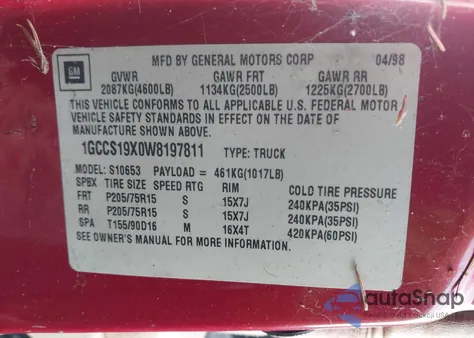 MFD BY GENERAL MOTORS CORP 04/98
GM
GVWR GAWR FRT GAWR RR
2087KG(4600LB) 1134KG(2500LB) 1225KG(2700LB)
THIS VEHICLE CONFORMS TO ALL APPLICABLE U.S. FEDERAL MOTOR
VEHICLE SAFETY STANDARDS IN EFFECT ON THE DATE OF
MANUFACTURE SHOWN ABOVE.
1GCCS19X0W8197811 TYPE: TRUCK
MODEL: S10653 PAYLOAD = 461KG(1017LB)
SPBX TIRE SIZE SPEED RTG RIM COLD TIRE PRESSURE
FRT P205/75R15 S 15X7J 240KPA(35PSI)
RR P205/75R15 S 15X7J 240KPA(35PSI)
SPA T155/90D16 M 16X4T 420KPA(60PSI)
SEE OWNER'S MANUAL FOR MORE INFORMATION.
autaSnap